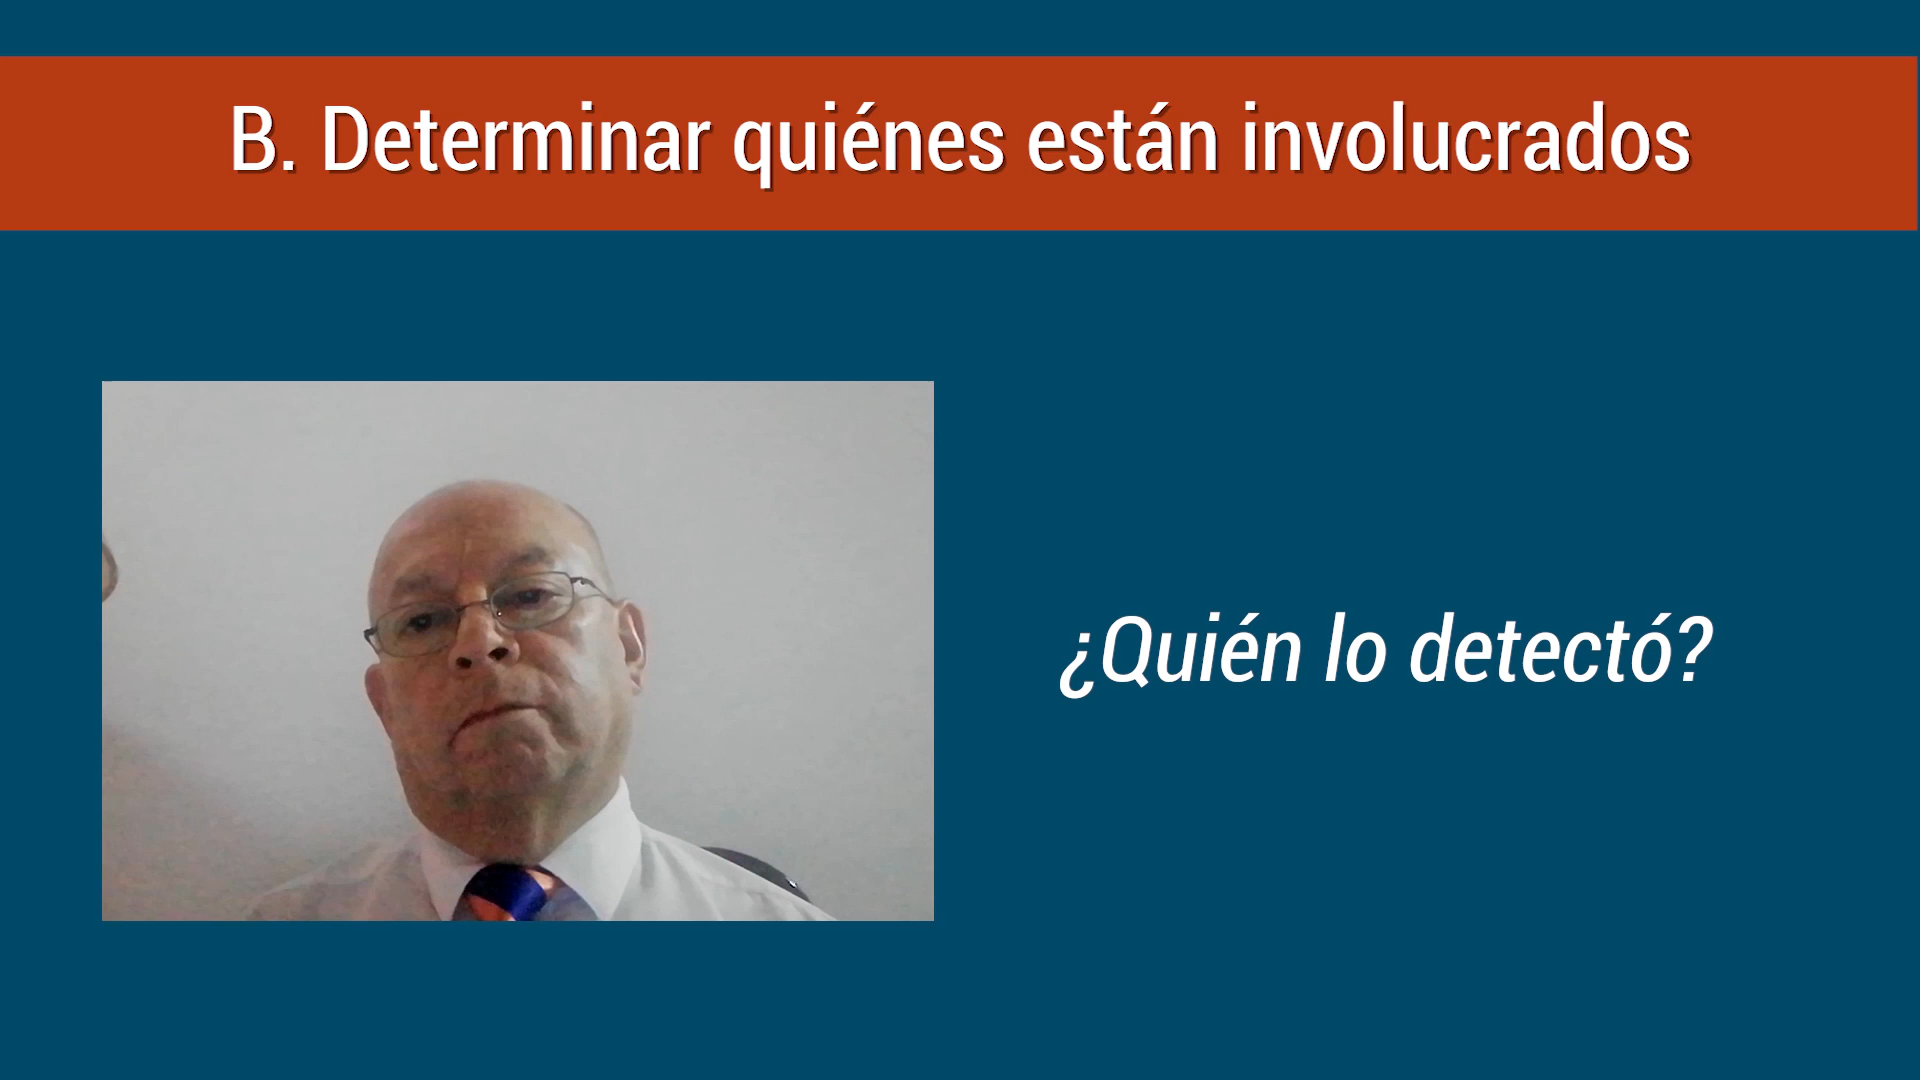 B. Determinar quiénes están involucrados
¿Quién lo detectó?